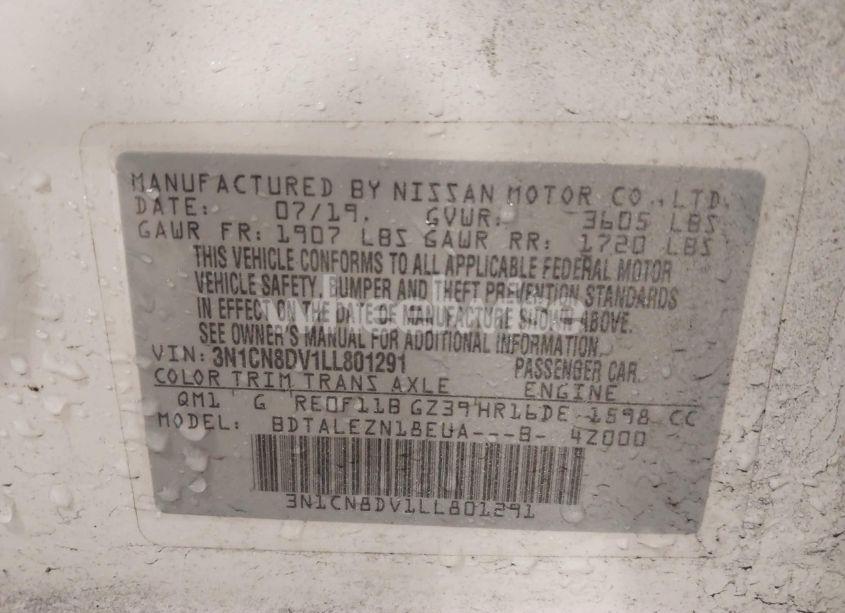 MANUFACTURED BY NISSAN MOTOR CO., LTD.
DATE: 07/19. GVWR: 3605 LBS
GAWR FR: 1907 LBS GAWR RR: 1720 LBS
THIS VEHICLE CONFORMS TO ALL APPLICABLE FEDERAL MOTOR
VEHICLE SAFETY, BUMPER AND THEFT PREVENTION STANDARDS
IN EFFECT ON THE DATE OF MANUFACTURE SHOWN ABOVE.
SEE OWNER'S MANUAL FOR ADDITIONAL INFORMATION.
VIN: 3N1CN8DV1LL801291 PASSENGER CAR
COLOR TRIM TRANS AXLE ENGINE
QM1 G RE0F11B GZ39 HR16DE 1598 CC
MODEL: BDTALEZN18EUA---B- 4Z000
3N1CN8DV1LL801291